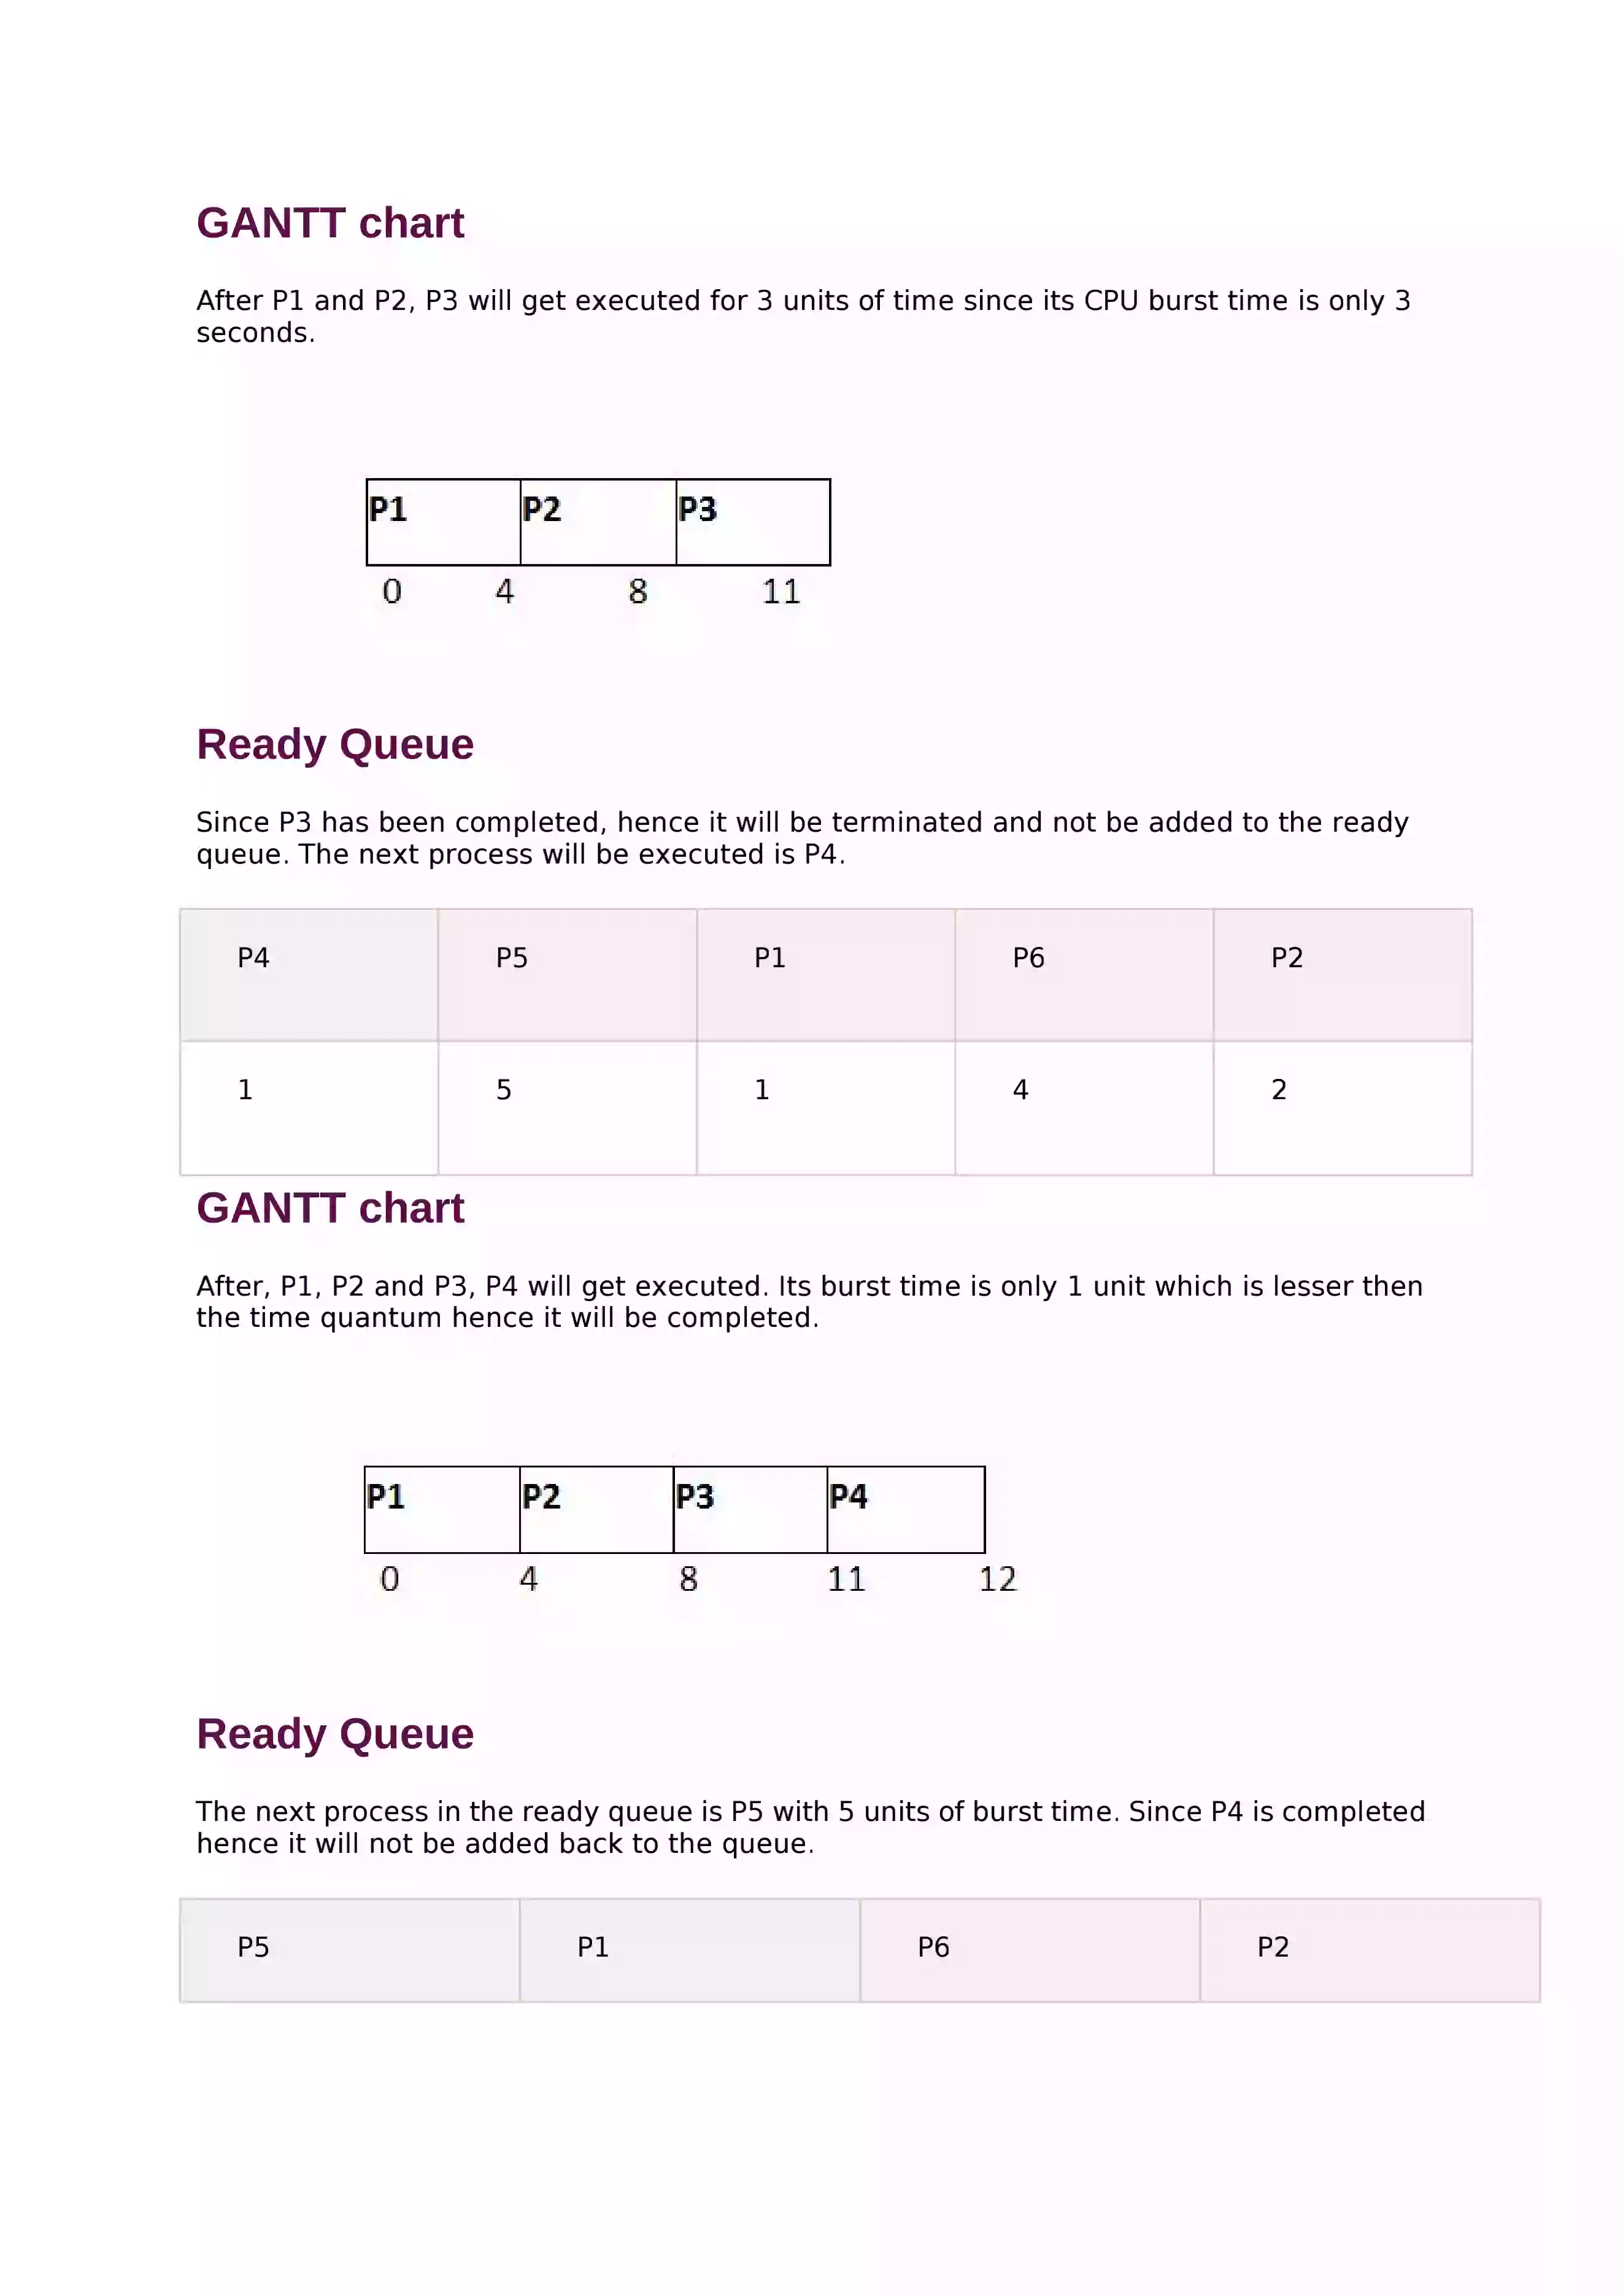 GANTT chart
After P1 and P2, P3 will get executed for 3 units of time since its CPU burst time is only 3
seconds.
P1 P2 P3
0 4 8 11
Ready Queue
Since P3 has been completed, hence it will be terminated and not be added to the ready
queue. The next process will be executed is P4.
P4 P5 P1 P6 P2
1 5 1 4 2
GANTT chart
After, P1, P2 and P3, P4 will get executed. Its burst time is only 1 unit which is lesser then
the time quantum hence it will be completed.
P1 P2 P3 P4
0 4 8 11 12
Ready Queue
The next process in the ready queue is P5 with 5 units of burst time. Since P4 is completed
hence it will not be added back to the queue.
P5 P1 P6 P2